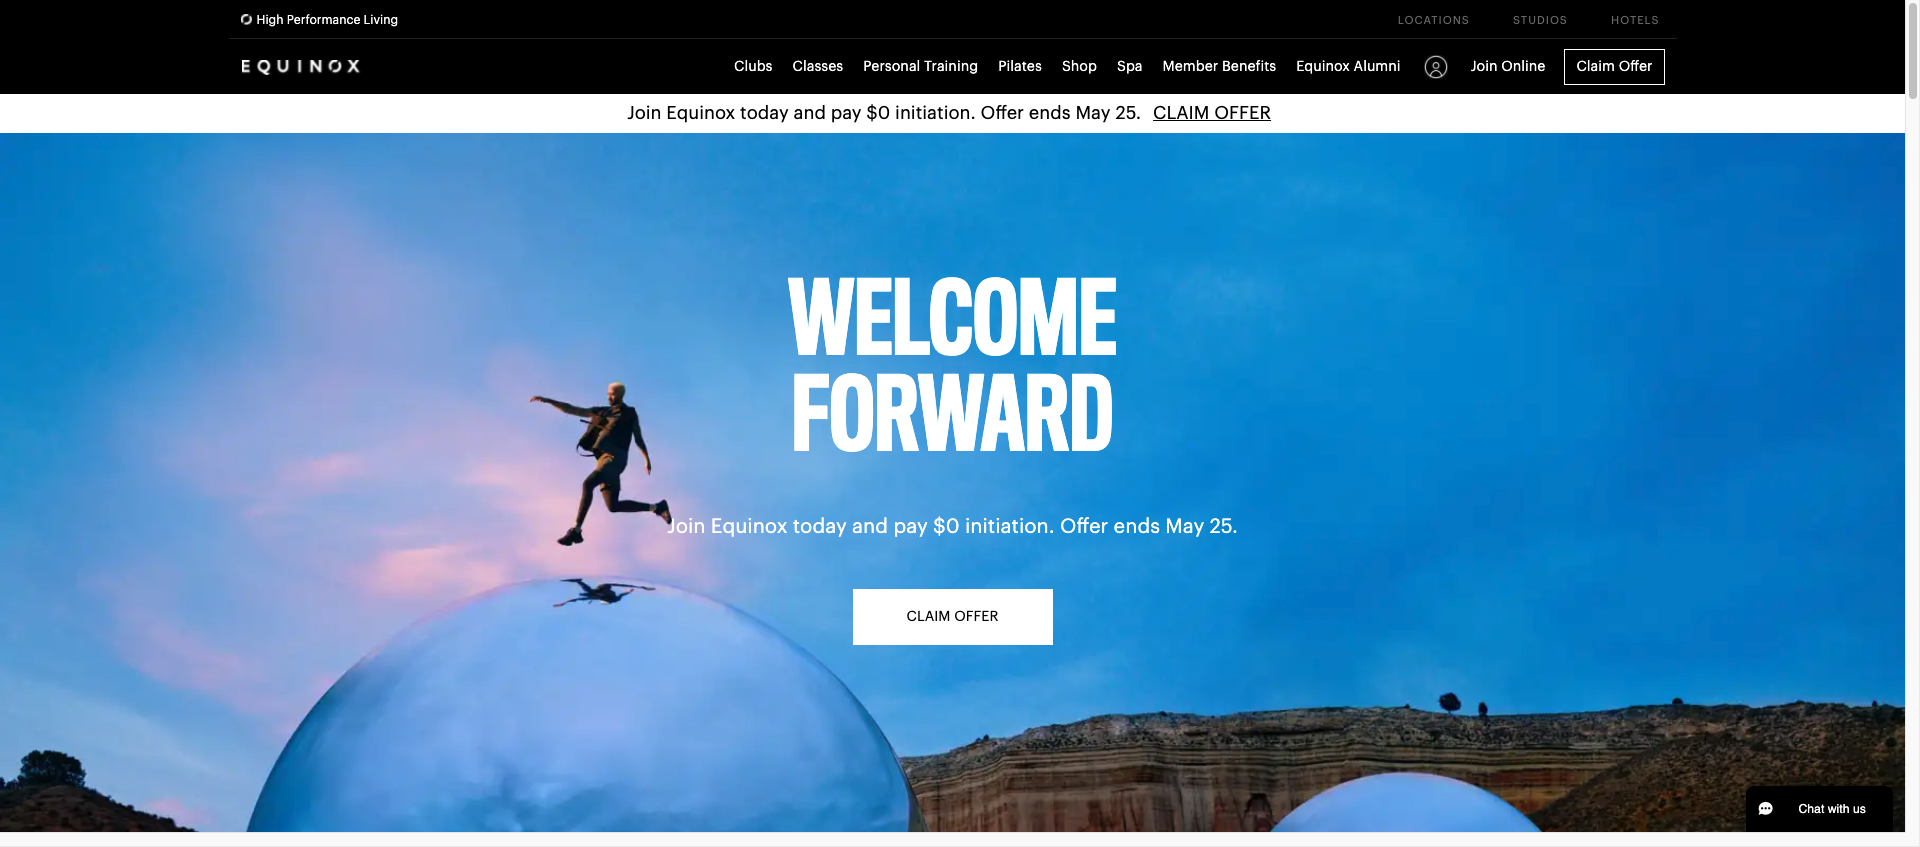 High Performance Living
LOCATIONS STUDIOS HOTELS
EQUINOX
Clubs Classes Personal Training Pilates Shop Spa Member Benefits Equinox Alumni Join Online Claim Offer
Join Equinox today and pay $0 initiation. Offer ends May 25. CLAIM OFFER
WELCOME
FORWARD
Join Equinox today and pay $0 initiation. Offer ends May 25.
CLAIM OFFER
Chat with us